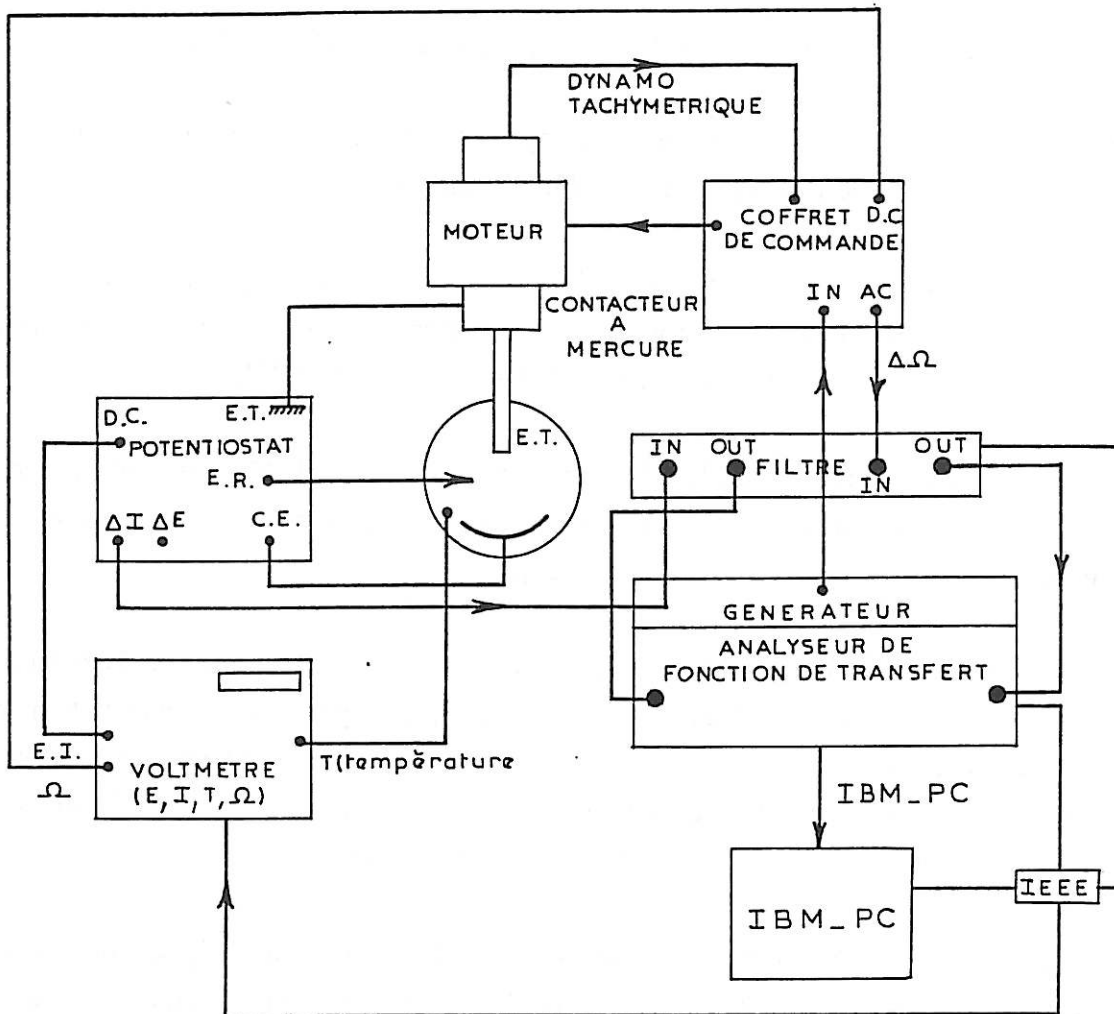 DYNAMO
TACHYMETRIQUE
MOTEUR
COFFRET D.C
DE COMMANDE
IN AC
CONTACTEUR
A
MERCURE
ΔΩ
D.C. E.T.
POTENTIOSTAT
E.R.
ΔI ΔE C.E.
E.T.
IN OUT FILTRE IN OUT
GENERATEUR
ANALYSEUR DE
FONCTION DE TRANSFERT
E.I.
Ω
VOLTMETRE
(E, I, T, Ω)
T(température
IBM_PC
IBM_PC
IEEE